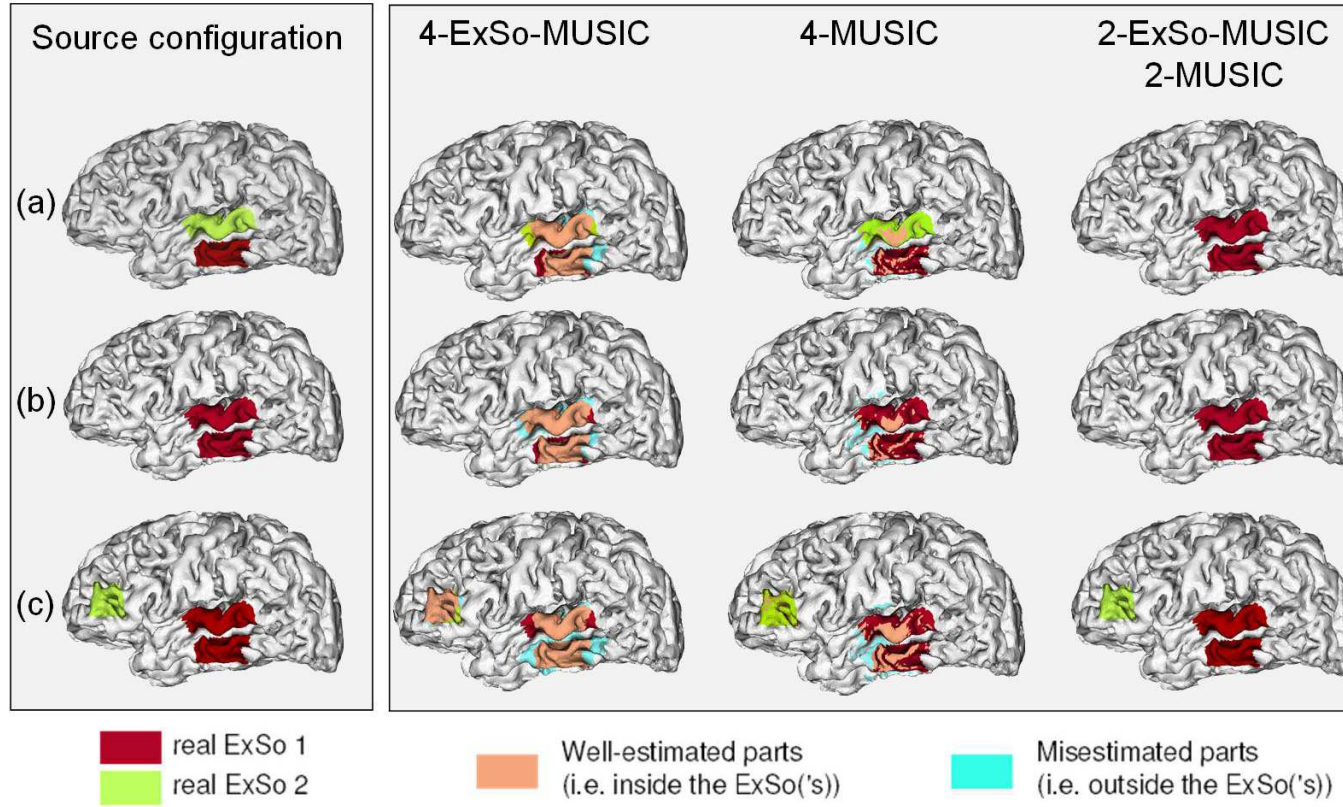 Source configuration
4-ExSo-MUSIC
4-MUSIC
2-ExSo-MUSIC
2-MUSIC
(a)
(b)
(c)
real ExSo 1
real ExSo 2
Well-estimated parts
(i.e. inside the ExSo('s))
Misestimated parts
(i.e. outside the ExSo('s))